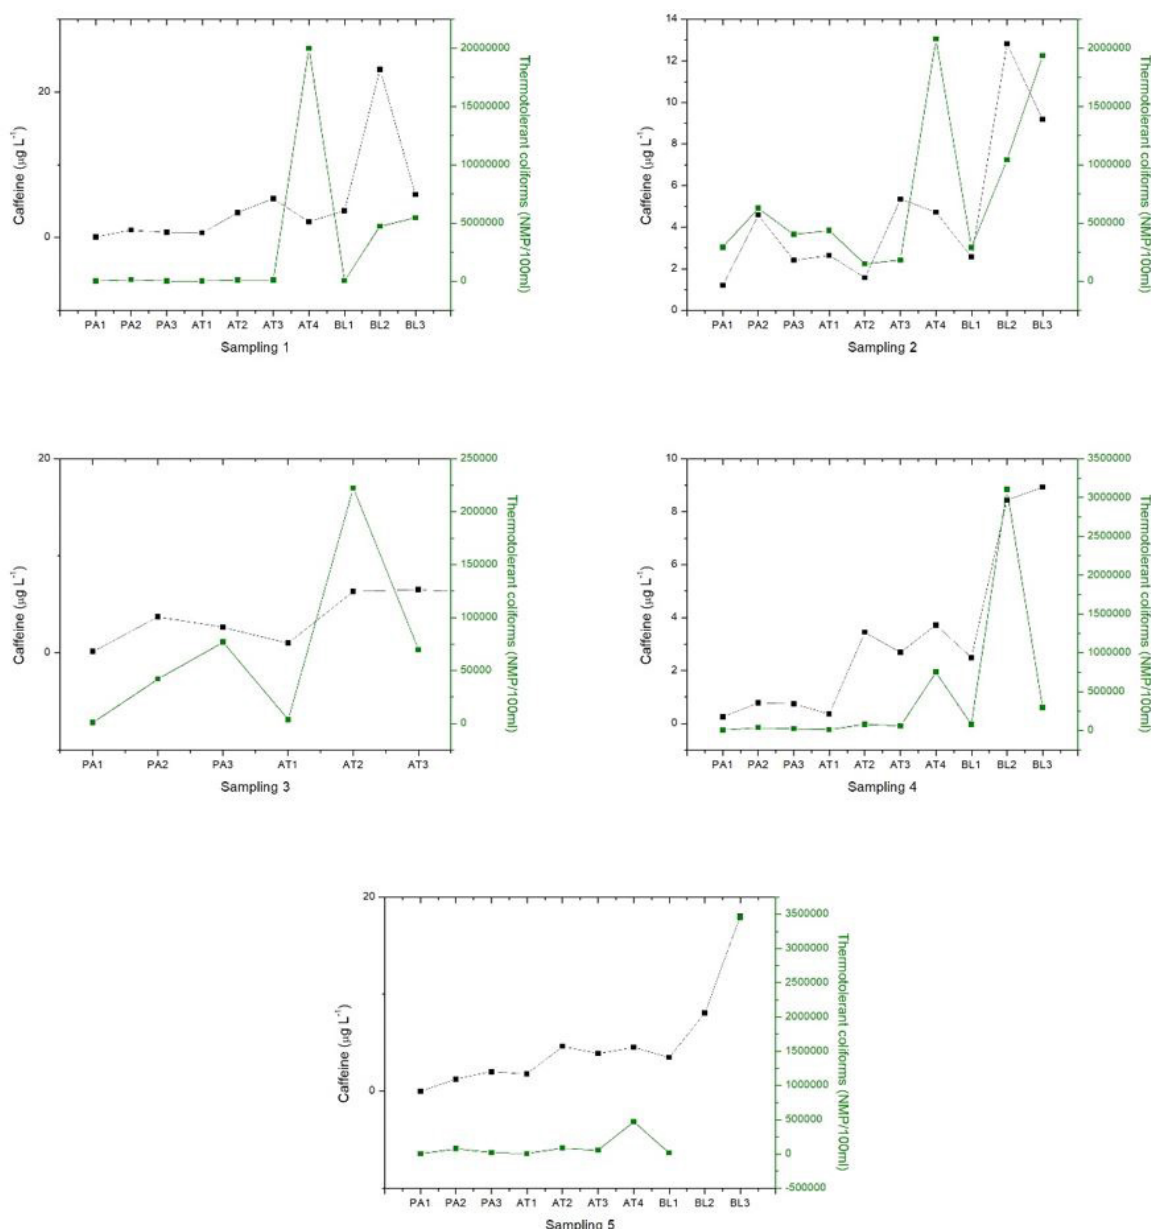 20
0
Caffeine (µg L⁻¹)
20000000
15000000
10000000
5000000
0
Thermotolerant coliforms (NMP/100ml)
PA1 PA2 PA3 AT1 AT2 AT3 AT4 BL1 BL2 BL3
Sampling 1
14
12
10
8
6
4
2
0
Caffeine (µg L⁻¹)
2000000
1500000
1000000
500000
0
Thermotolerant coliforms (NMP/100ml)
PA1 PA2 PA3 AT1 AT2 AT3 AT4 BL1 BL2 BL3
Sampling 2
20
0
Caffeine (µg L⁻¹)
250000
200000
150000
100000
50000
0
Thermotolerant coliforms (NMP/100ml)
PA1 PA2 PA3 AT1 AT2 AT3
Sampling 3
10
8
6
4
2
0
Caffeine (µg L⁻¹)
3500000
3000000
2500000
2000000
1500000
1000000
500000
0
Thermotolerant coliforms (NMP/100ml)
PA1 PA2 PA3 AT1 AT2 AT3 AT4 BL1 BL2 BL3
Sampling 4
20
0
Caffeine (µg L⁻¹)
3500000
3000000
2500000
2000000
1500000
1000000
500000
0
-500000
Thermotolerant coliforms (NMP/100ml)
PA1 PA2 PA3 AT1 AT2 AT3 AT4 BL1 BL2 BL3
Sampling 5